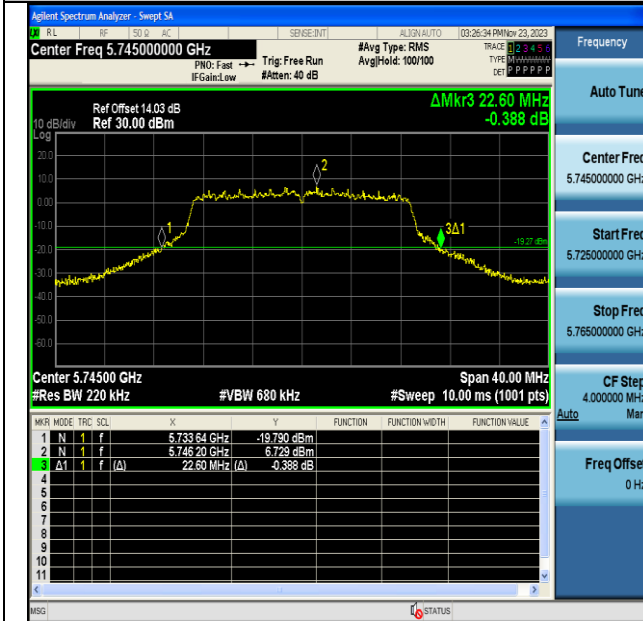 Agilent Spectrum Analyzer - Swept SA
RL RF 50 Ω AC SENSE:INT ALIGN AUTO 03:26:34 PM Nov 23, 2023
Center Freq 5.745000000 GHz
PNO: Fast
IFGain:Low
Trig: Free Run
#Atten: 40 dB
#Avg Type: RMS
Avg|Hold: 100/100
TRACE 1 2 3 4 5 6
TYPE M
DET P P P P P P
Ref Offset 14.03 dB
10 dB/div Ref 30.00 dBm
Log
ΔMkr3 22.60 MHz
-0.388 dB
20.0
10.0
0.00
-10.0
-20.0
-30.0
-40.0
-50.0
-60.0
1
2
3Δ1
-19.27 dBm
Center 5.74500 GHz Span 40.00 MHz
#Res BW 220 kHz #VBW 680 kHz #Sweep 10.00 ms (1001 pts)
MKR MODE TRC SCL X Y FUNCTION FUNCTION WIDTH FUNCTION VALUE
1 N 1 f 5.733 64 GHz -19.790 dBm
2 N 1 f 5.746 20 GHz 6.729 dBm
3 Δ1 1 f (Δ) 22.60 MHz (Δ) -0.388 dB
4
5
6
7
8
9
10
11
MSG STATUS
Frequency
Auto Tune
Center Freq
5.745000000 GHz
Start Freq
5.725000000 GHz
Stop Freq
5.765000000 GHz
CF Step
4.000000 MHz
Auto Man
Freq Offset
0 Hz